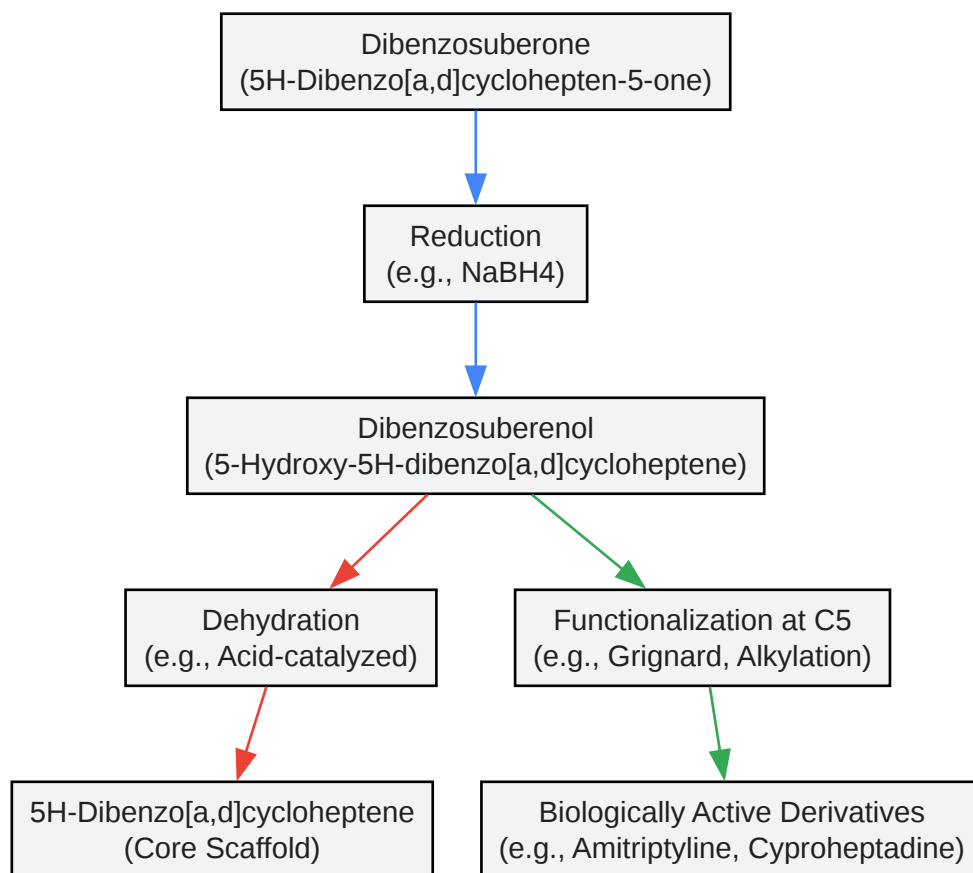 Dibenzosuberone
(5H-Dibenzo[a,d]cyclohepten-5-one)
Reduction
(e.g., NaBH4)
Dibenzosuberenol
(5-Hydroxy-5H-dibenzo[a,d]cycloheptene)
Dehydration
(e.g., Acid-catalyzed)
Functionalization at C5
(e.g., Grignard, Alkylation)
5H-Dibenzo[a,d]cycloheptene
(Core Scaffold)
Biologically Active Derivatives
(e.g., Amitriptyline, Cyproheptadine)